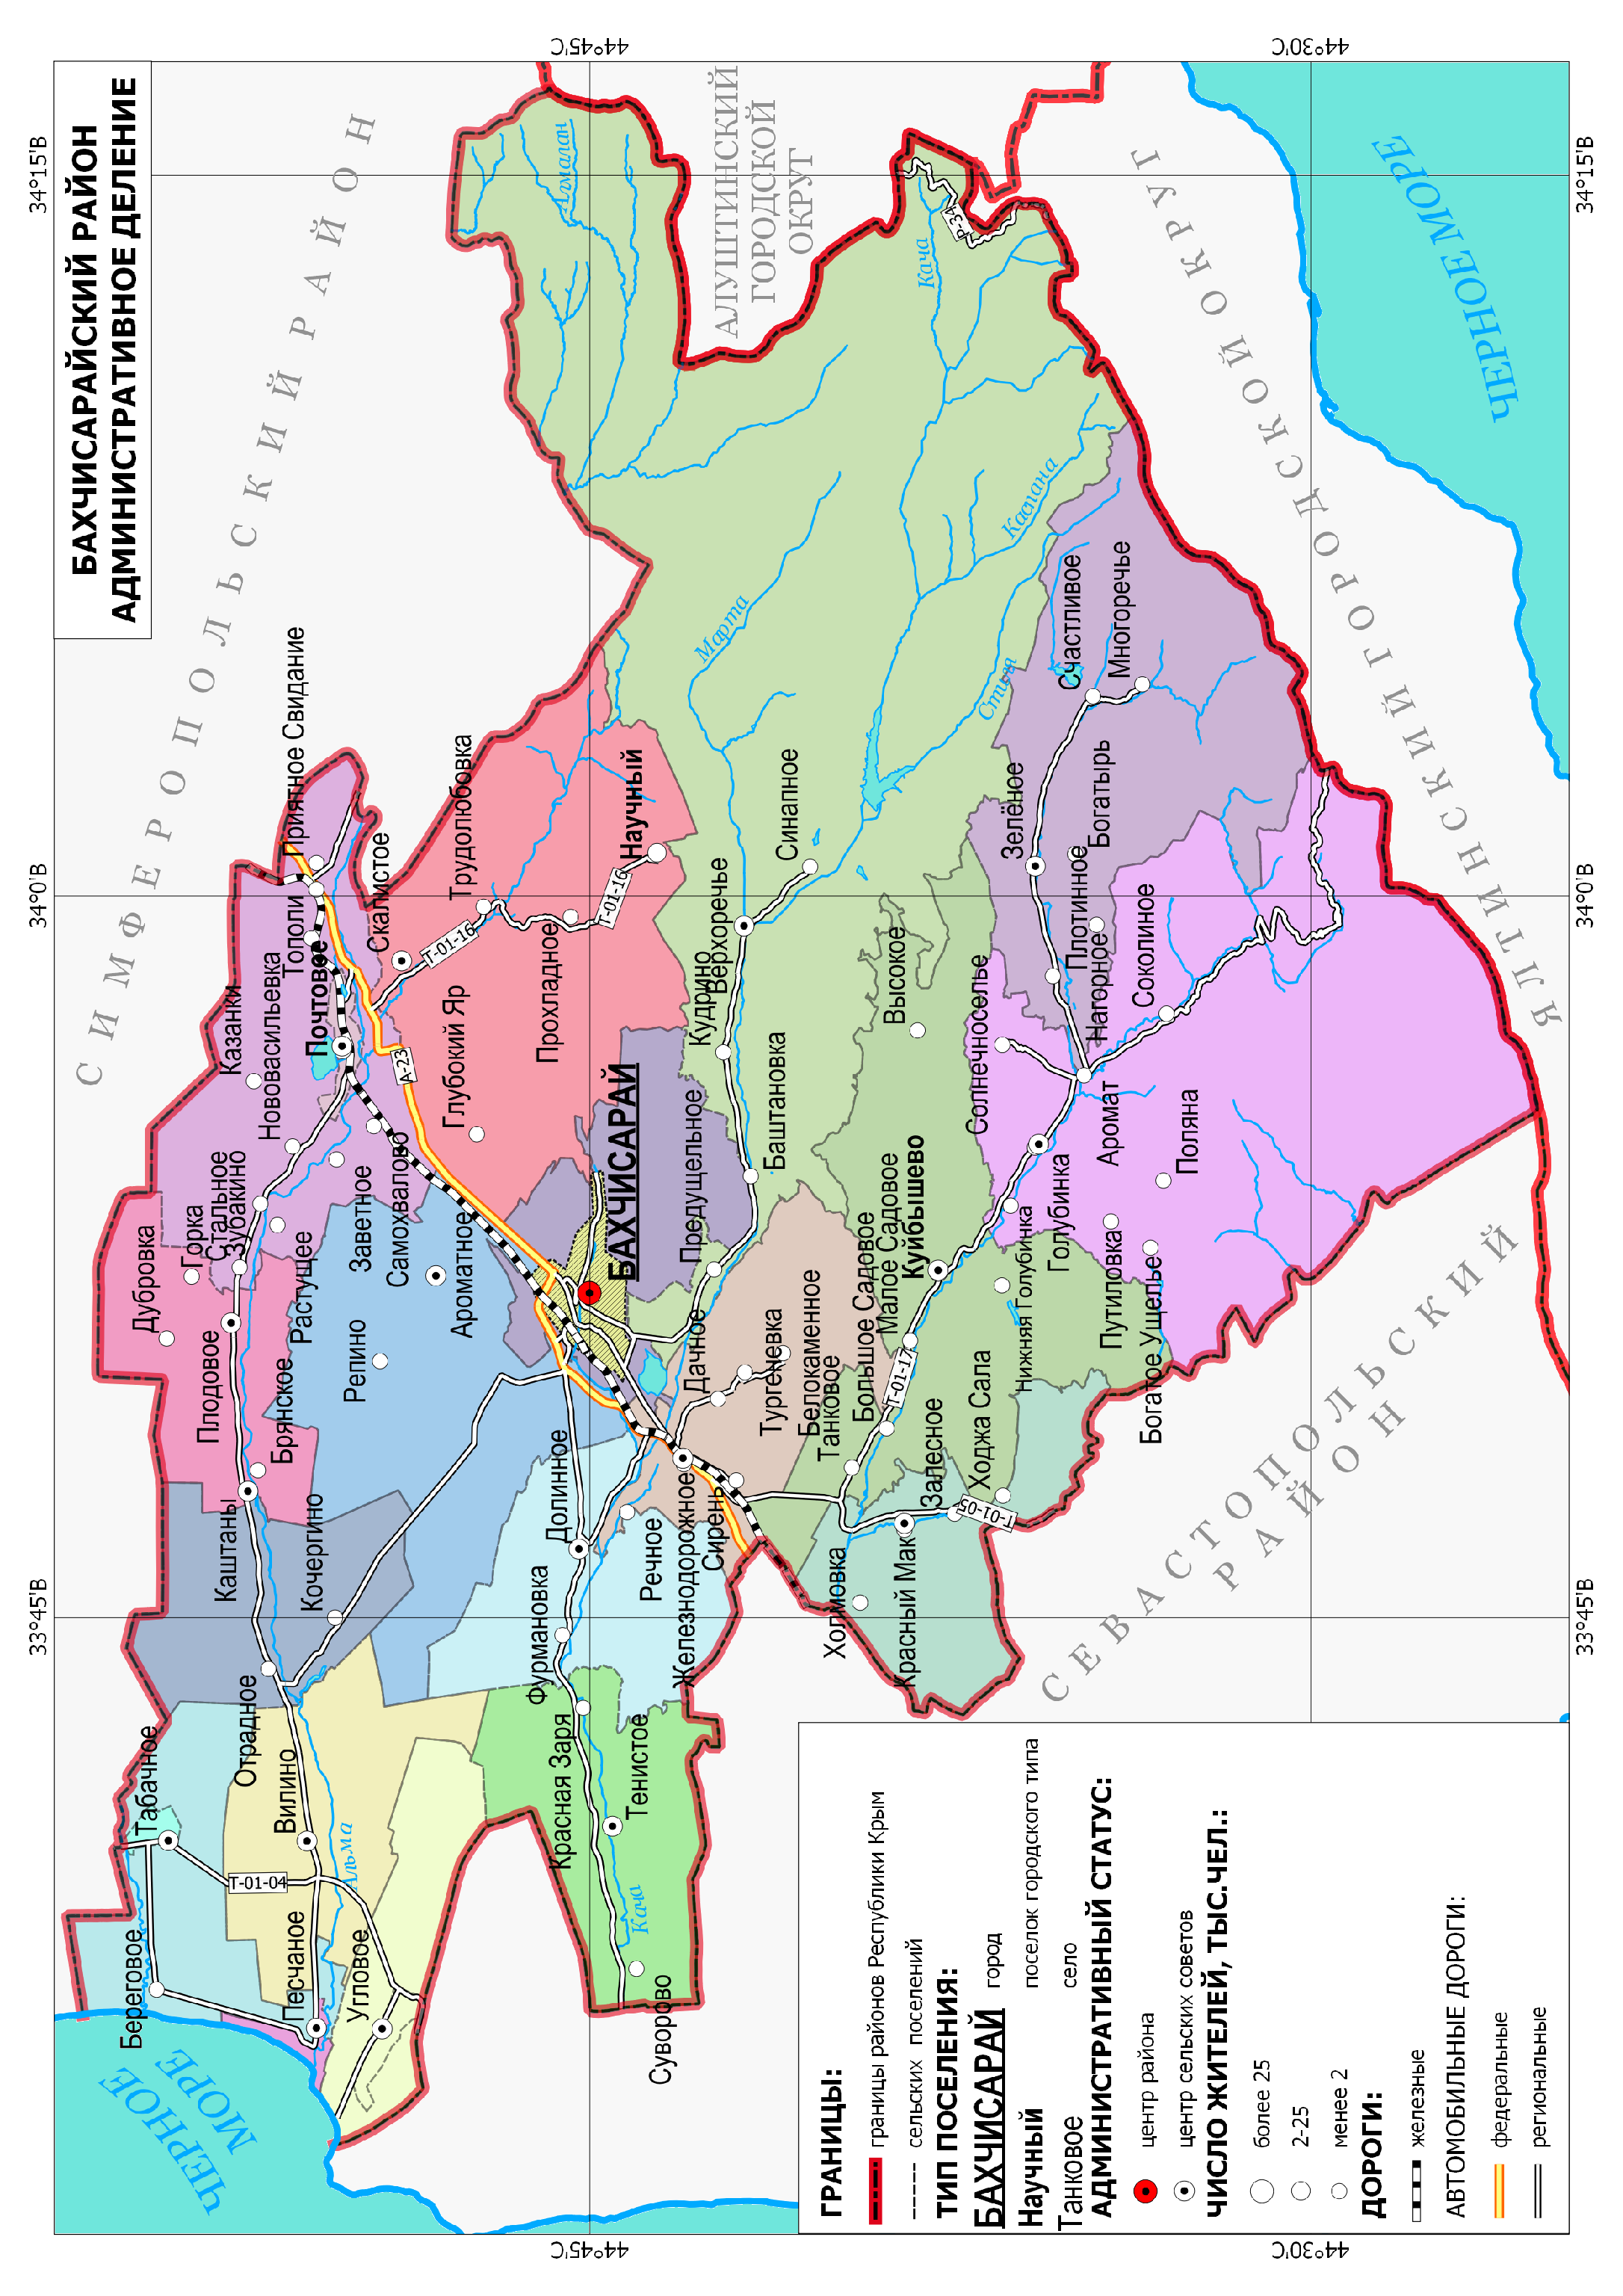 БАХЧИСАРАЙСКИЙ РАЙОН
АДМИНИСТРАТИВНОЕ ДЕЛЕНИЕ
33°45'В
34°0'В
34°15'В
44°45'С
44°30'С
СИМФЕРОПОЛЬСКИЙ РАЙОН
АЛУШТИНСКИЙ
ГОРОДСКОЙ
ОКРУГ
ЯЛТИНСКИЙ ГОРОДСКОЙ ОКРУГ
СЕВАСТОПОЛЬСКИЙ
РАЙОН
ЧЕРНОЕ
МОРЕ
ЧЕРНОЕ МОРЕ
Береговое
Табачное
Песчаное
Угловое
Вилино
Отрадное
Кочергино
Каштаны
Брянское
Плодовое
Дубровка
Горка
Стальное
Зубакино
Растущее
Репино
Заветное
Самохвалово
Ароматное
Нововасильевка
Казанки
Почтовое
Тополи
Приятное Свидание
Скалистое
Трудолюбовка
Глубокий Яр
Прохладное
Научный
БАХЧИСАРАЙ
Предущельное
Кудрино
Верхоречье
Синапное
Баштановка
Дачное
Тургеневка
Белокаменное
Танковое
Большое Садовое
Малое Садовое
Куйбышево
Высокое
Солнечноселье
Зелёное
Богатырь
Счастливое
Многоречье
Плотинное
Нагорное
Соколиное
Аромат
Поляна
Голубинка
Нижняя Голубинка
Путиловка
Богатое Ущелье
Ходжа Сала
Залесное
Красный Мак
Холмовка
Сирень
Железнодорожное
Речное
Долинное
Фурмановка
Красная Заря
Тенистое
Суворово
Альма
Кача
Алмалан
Кача
Марта
Каспана
Стиля
Т-01-04
Т-01-16
Т-01-16
А-23
Т-01-17
Т-01-05
Р-34
ГРАНИЦЫ:
границы районов Республики Крым
сельских поселений
ТИП ПОСЕЛЕНИЯ:
БАХЧИСАРАЙ город
Научный поселок городского типа
Танковое село
АДМИНИСТРАТИВНЫЙ СТАТУС:
центр района
центр сельских советов
ЧИСЛО ЖИТЕЛЕЙ, ТЫС.ЧЕЛ.:
более 25
2-25
менее 2
ДОРОГИ:
железные
АВТОМОБИЛЬНЫЕ ДОРОГИ:
федеральные
региональные
33°45'В
34°0'В
34°15'В
44°45'С
44°30'С